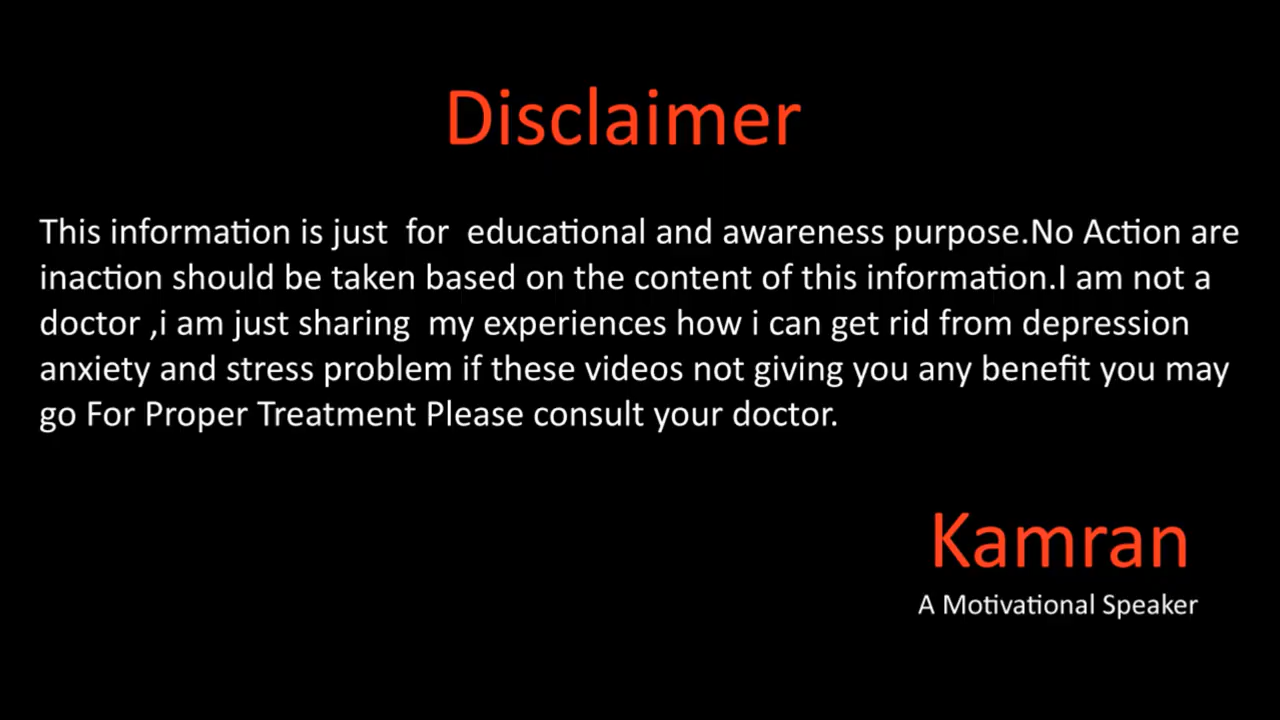 Disclaimer
This information is just  for  educational and awareness purpose.No Action are
inaction should be taken based on the content of this information.I am not a
doctor ,i am just sharing  my experiences how i can get rid from depression
anxiety and stress problem if these videos not giving you any benefit you may
go For Proper Treatment Please consult your doctor.
Kamran
A Motivational Speaker